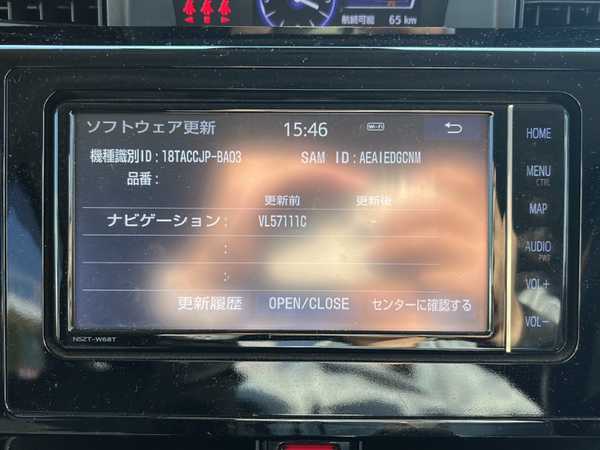 航続可能 65 km
ソフトウェア更新 15:46 Wi-Fi
機種識別ID : 18TACCJP-BA03 SAM ID : AEAIEDGCNM
品番 :
更新前 更新後
ナビゲーション : VL57111C -
:
:
更新履歴 OPEN/CLOSE センターに確認する
HOME
MENU
CTRL
MAP
AUDIO
PWR
VOL+
VOL-
NSZT-W68T